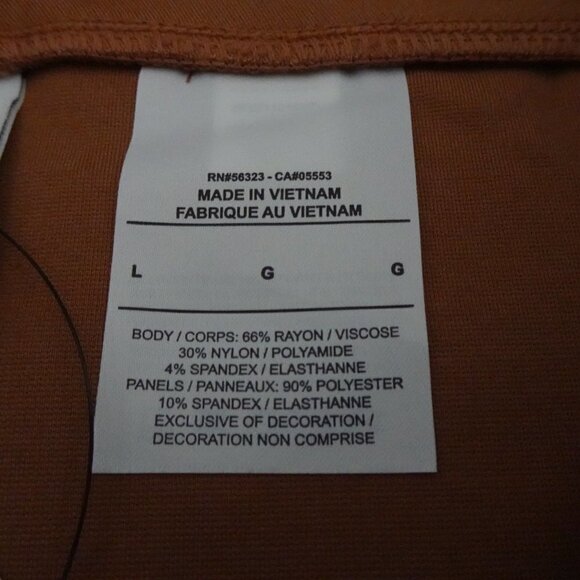 RN#56323 - CA#05553
MADE IN VIETNAM
FABRIQUE AU VIETNAM
L G G
BODY / CORPS: 66% RAYON / VISCOSE
30% NYLON / POLYAMIDE
4% SPANDEX / ELASTHANNE
PANELS / PANNEAUX: 90% POLYESTER
10% SPANDEX / ELASTHANNE
EXCLUSIVE OF DECORATION /
DECORATION NON COMPRISE